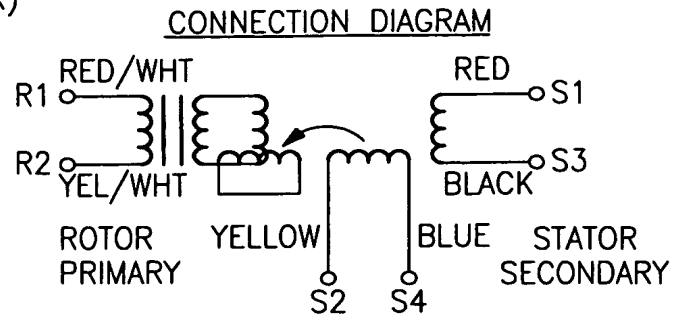 )
CONNECTION DIAGRAM
RED/WHT
RED
R1
S1
R2
S3
YEL/WHT
BLACK
ROTOR
PRIMARY
YELLOW
BLUE
STATOR
SECONDARY
S2
S4